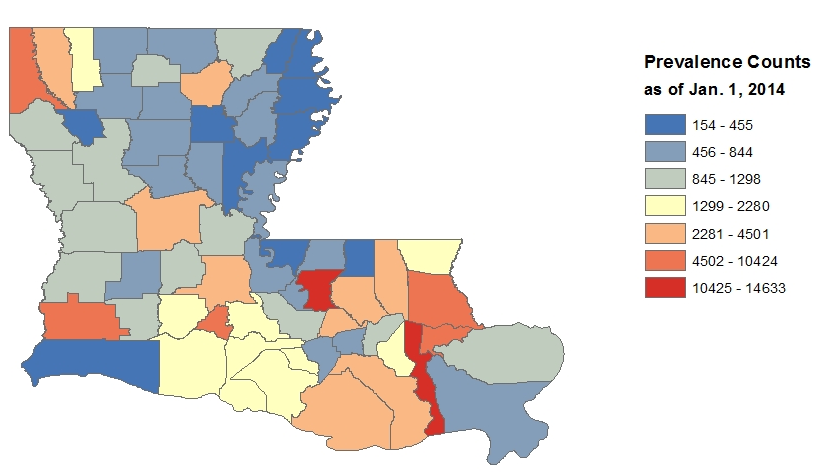 Prevalence Counts
as of Jan. 1, 2014
154 - 455
456 - 844
845 - 1298
1299 - 2280
2281 - 4501
4502 - 10424
10425 - 14633